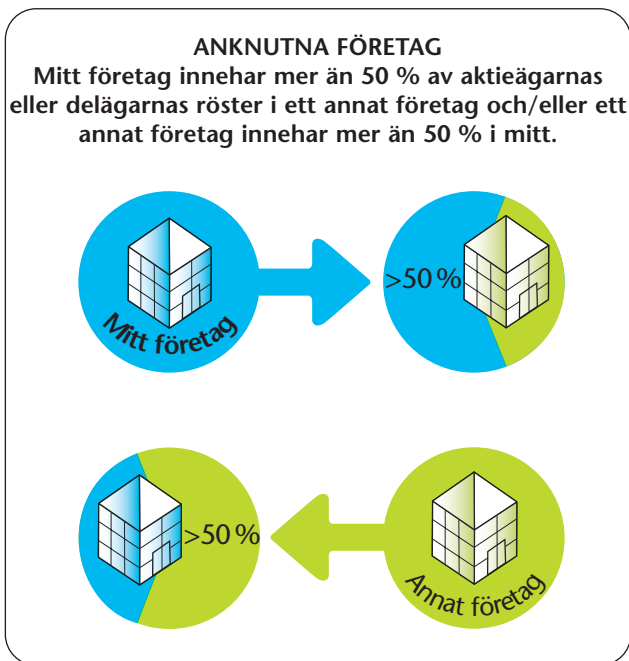 ANKNUTNA FÖRETAG
Mitt företag innehar mer än 50 % av aktieägarnas
eller delägarnas röster i ett annat företag och/eller ett
annat företag innehar mer än 50 % i mitt.
>50 %
Mitt företag
>50 %
Annat företag